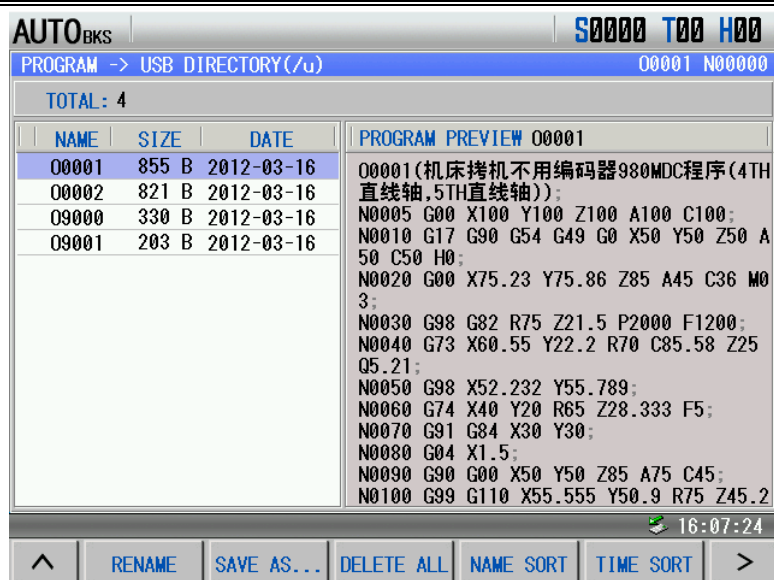 AUTO BKS S0000 T00 H00
PROGRAM -> USB DIRECTORY(/u) O0001 N00000
TOTAL: 4
NAME SIZE DATE
O0001 855 B 2012-03-16
O0002 821 B 2012-03-16
O9000 330 B 2012-03-16
O9001 203 B 2012-03-16
PROGRAM PREVIEW O0001
O0001(机床拷机不用编码器980MDC程序(4TH
直线轴,5TH直线轴));
N0005 G00 X100 Y100 Z100 A100 C100;
N0010 G17 G90 G54 G49 G0 X50 Y50 Z50 A
50 C50 H0;
N0020 G00 X75.23 Y75.86 Z85 A45 C36 M0
3;
N0030 G98 G82 R75 Z21.5 P2000 F1200;
N0040 G73 X60.55 Y22.2 R70 C85.58 Z25
Q5.21;
N0050 G98 X52.232 Y55.789;
N0060 G74 X40 Y20 R65 Z28.333 F5;
N0070 G91 G84 X30 Y30;
N0080 G04 X1.5;
N0090 G90 G00 X50 Y50 Z85 A75 C45;
N0100 G99 G110 X55.555 Y50.9 R75 Z45.2
16:07:24
^ RENAME SAVE AS... DELETE ALL NAME SORT TIME SORT >